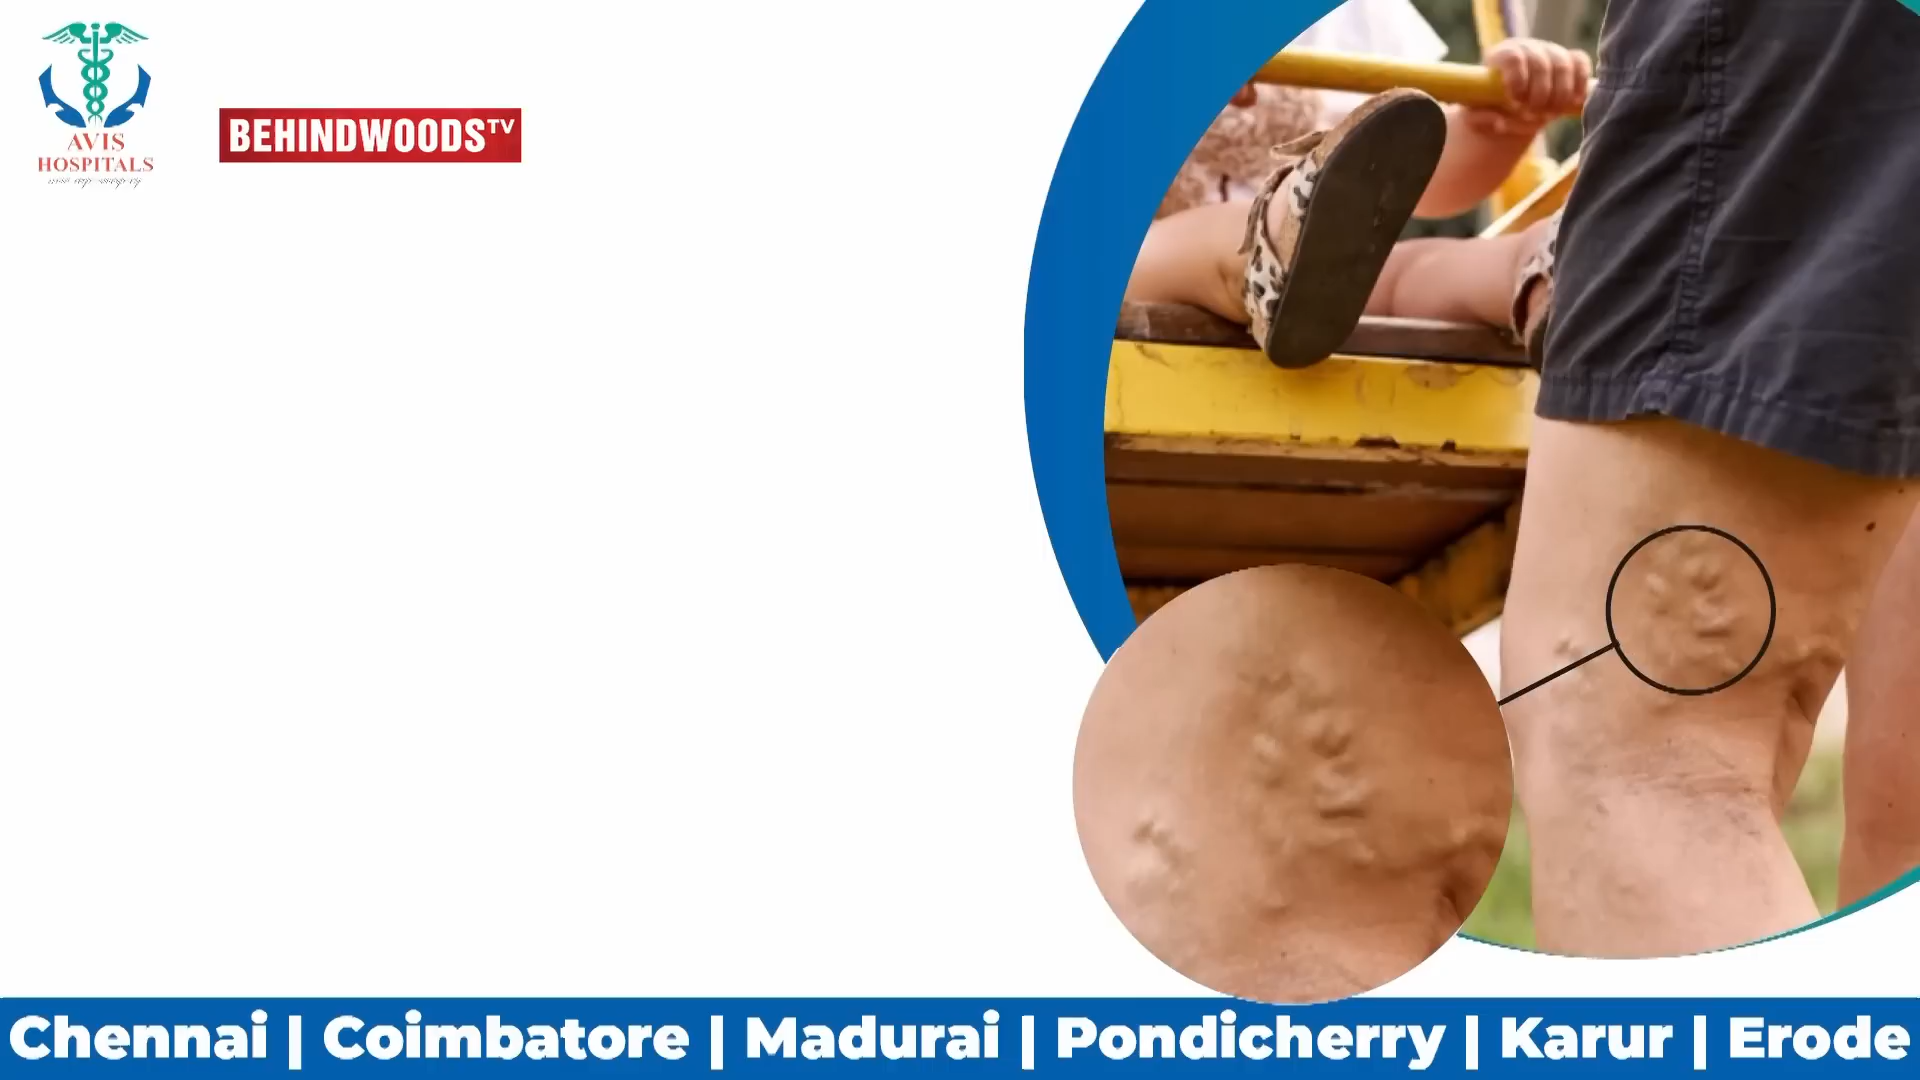 AVIS
HOSPITALS
BEHINDWOODS TV
Chennai | Coimbatore | Madurai | Pondicherry | Karur | Erode